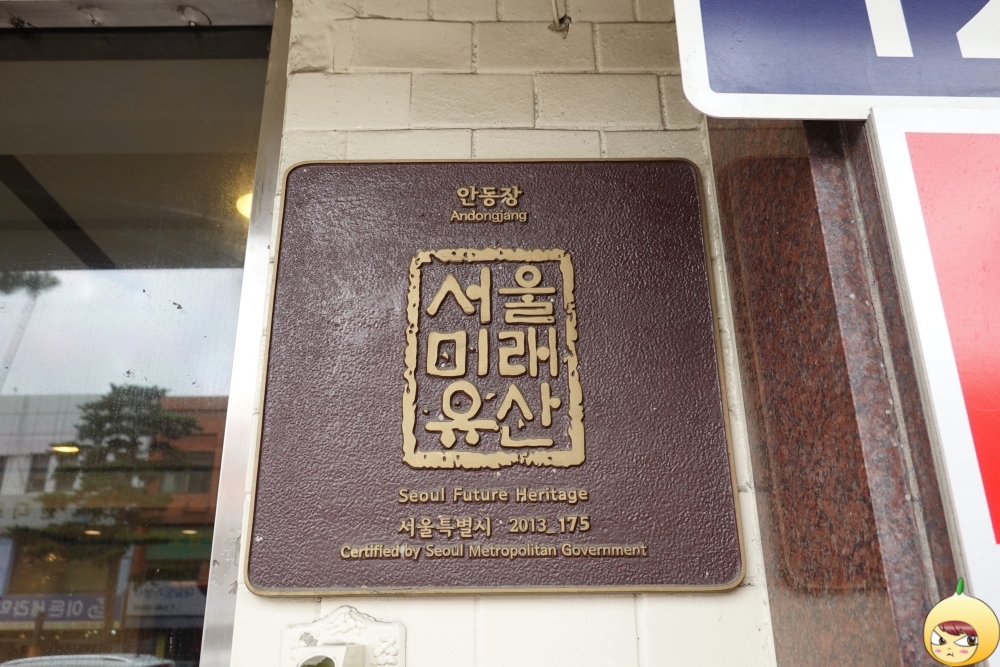 안동장
Andongjang
서울
미래
유산
Seoul Future Heritage
서울특별시 2013_175
Certified by Seoul Metropolitan Government